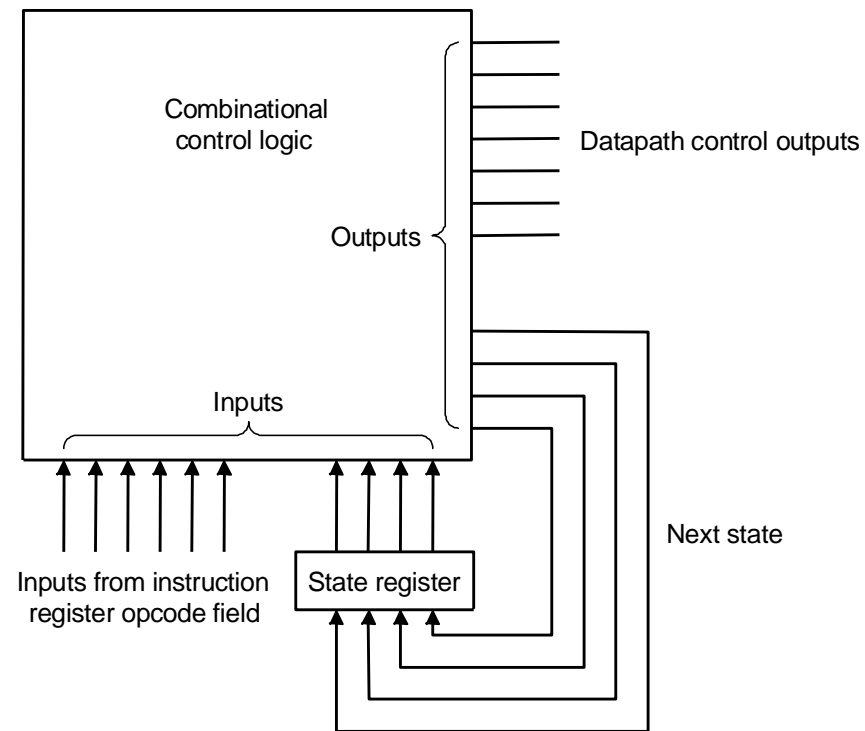 Combinational
control logic
Datapath control outputs
Outputs
Inputs
Inputs from instruction
register opcode field
State register
Next state